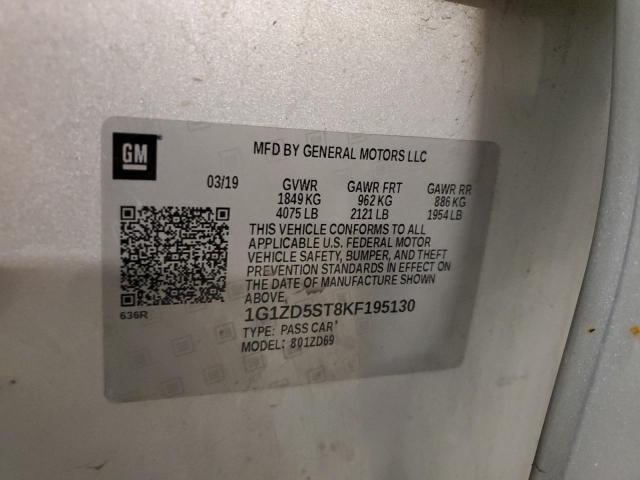 GM
MFD BY GENERAL MOTORS LLC
03/19 GVWR GAWR FRT GAWR RR
1849 KG 962 KG 886 KG
4075 LB 2121 LB 1954 LB
THIS VEHICLE CONFORMS TO ALL
APPLICABLE U.S. FEDERAL MOTOR
VEHICLE SAFETY, BUMPER, AND THEFT
PREVENTION STANDARDS IN EFFECT ON
THE DATE OF MANUFACTURE SHOWN
ABOVE.
636R
1G1ZD5ST8KF195130
TYPE: PASS CAR
MODEL: 801ZD69